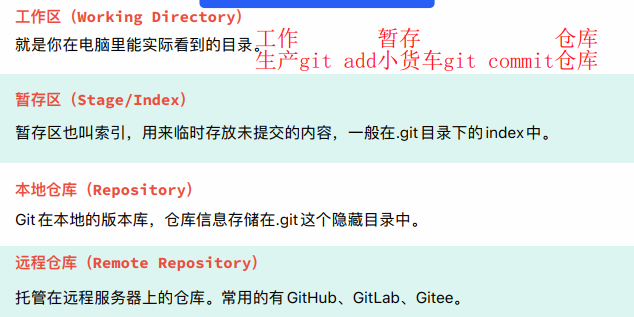 工作区（Working Directory）
就是你在电脑里能实际看到的目录。
工作 暂存 仓库
生产git add小货车git commit仓库
暂存区（Stage/Index）
暂存区也叫索引，用来临时存放未提交的内容，一般在.git目录下的index中。
本地仓库（Repository）
Git在本地的版本库，仓库信息存储在.git这个隐藏目录中。
远程仓库（Remote Repository）
托管在远程服务器上的仓库。常用的有GitHub、GitLab、Gitee。